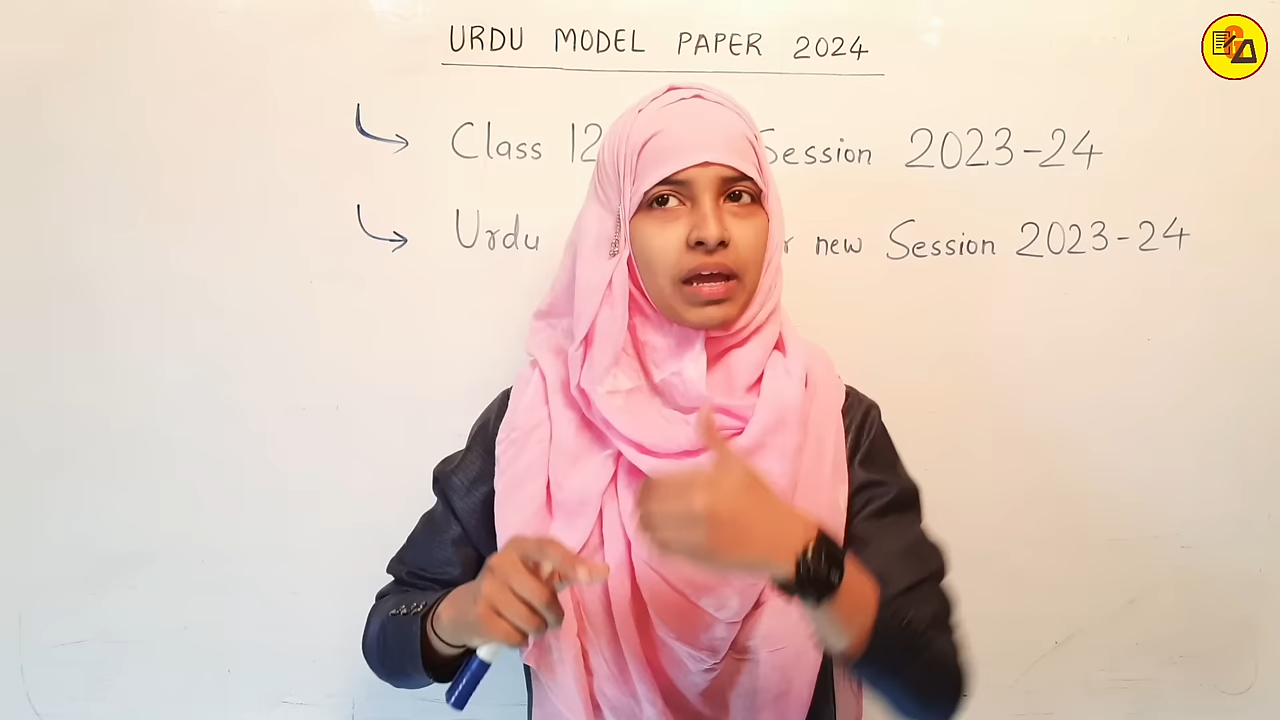 URDU MODEL PAPER 2024
Class 12 Session 2023-24
Urdu new Session 2023-24